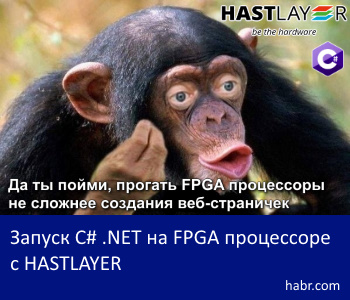 HASTLAYER
be the hardware
C#
Да ты пойми, прогать FPGA процессоры
не сложнее создания веб-страничек
Запуск C# .NET на FPGA процессоре
с HASTLAYER
habr.com